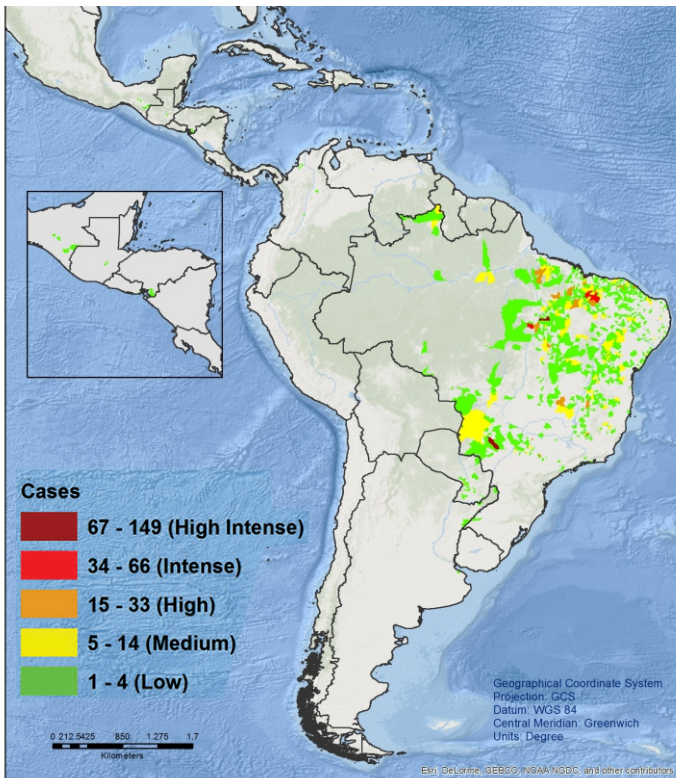 Cases
67 - 149 (High Intense)
34 - 66 (Intense)
15 - 33 (High)
5 - 14 (Medium)
1 - 4 (Low)
0 212.5425 850 1.275 1.7
Kilometers
Geographical Coordinate System
Projection: GCS
Datum: WGS 84
Central Meridian: Greenwich
Units: Degree
Esri, DeLorme, GEBCO, NOAA NGDC, and other contributors